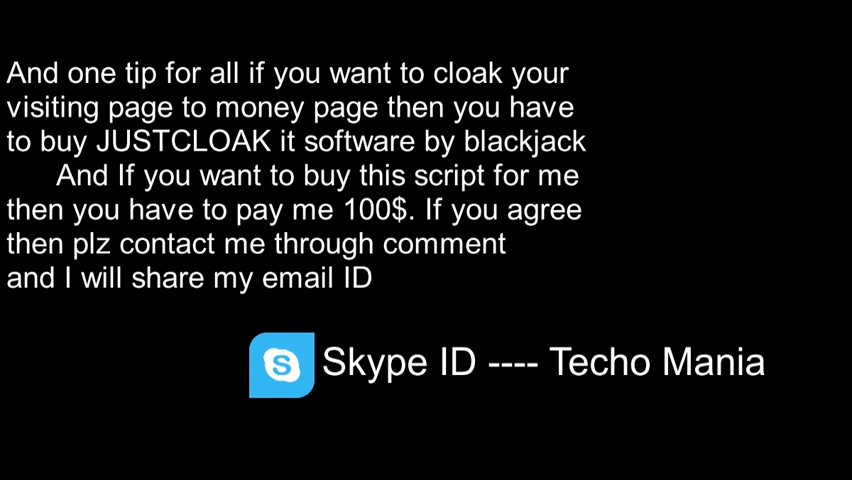 And one tip for all if you want to cloak your
visiting page to money page then you have
to buy JUSTCLOAK it software by blackjack
And If you want to buy this script for me
then you have to pay me 100$. If you agree
then plz contact me through comment
and I will share my email ID
S Skype ID ---- Techo Mania